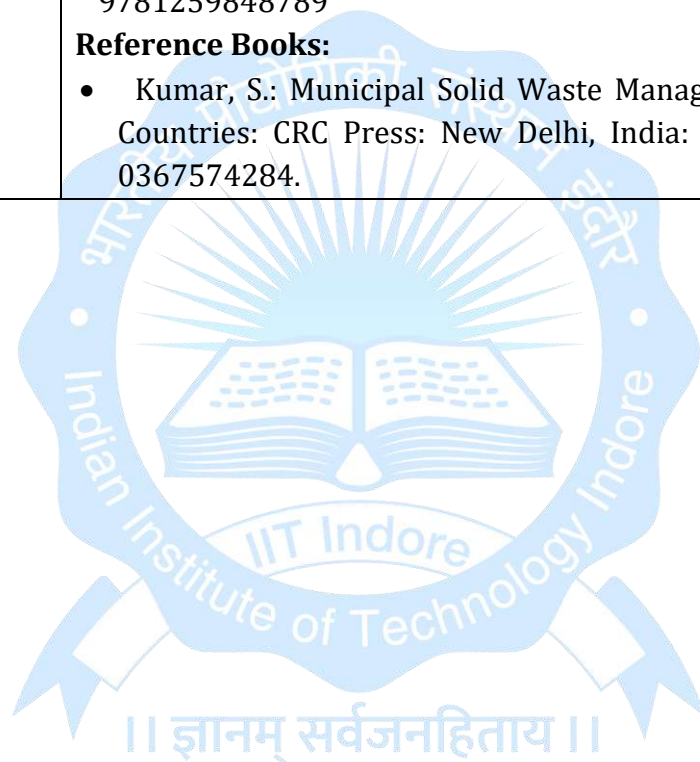 9781259848789
Reference Books:
• Kumar, S.: Municipal Solid Waste Manag
Countries: CRC Press: New Delhi, India:
0367574284.
भारतीय प्रौद्योगिकी संस्थान इंदौर
Indian Institute of Technology Indore
IIT Indore
।। ज्ञानम् सर्वजनहिताय ।।